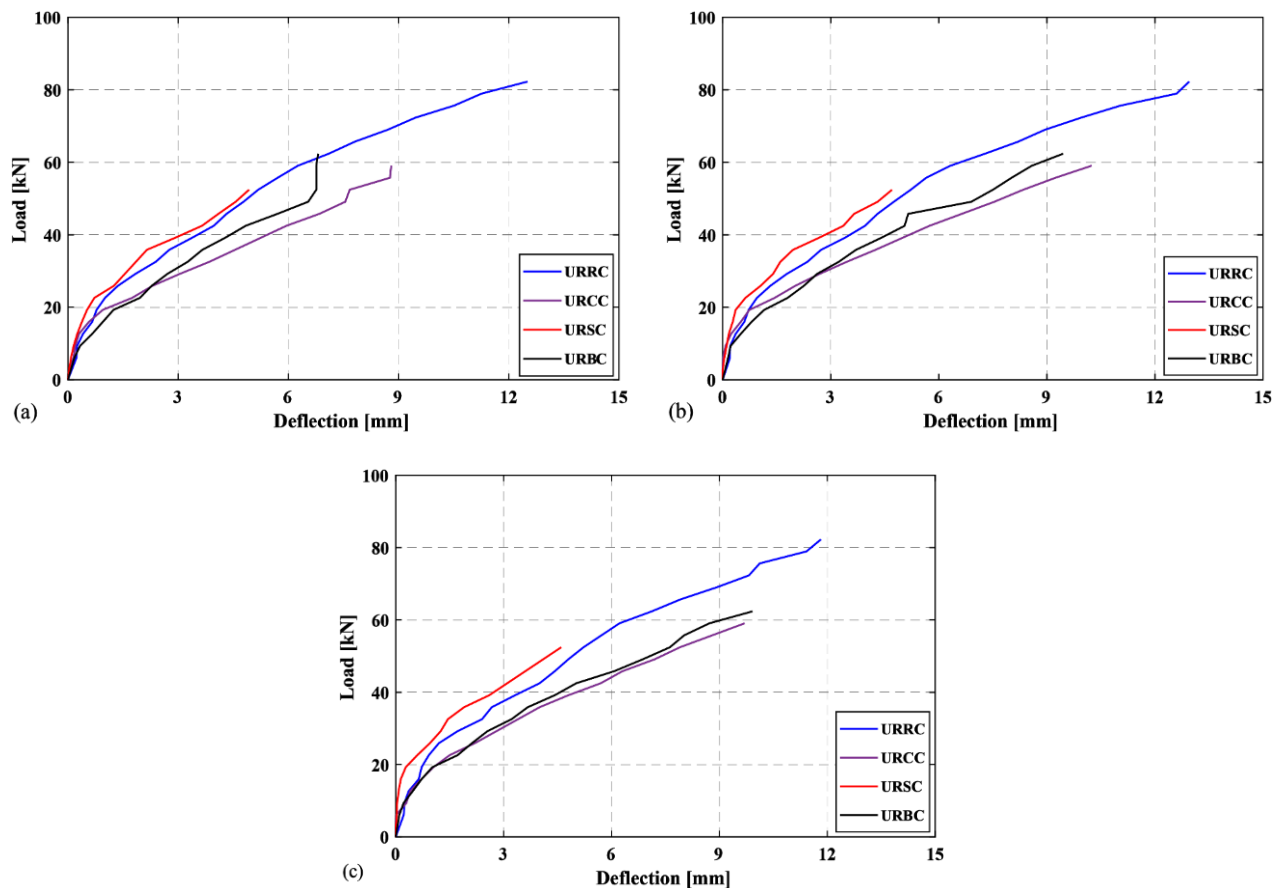 100
80
60
40
20
0
Load [kN]
URRC
URCC
URSC
URBC
0 3 6 9 12 15
Deflection [mm]
(a)
100
80
60
40
20
0
Load [kN]
URRC
URCC
URSC
URBC
0 3 6 9 12 15
Deflection [mm]
(b)
100
80
60
40
20
0
Load [kN]
URRC
URCC
URSC
URBC
0 3 6 9 12 15
Deflection [mm]
(c)